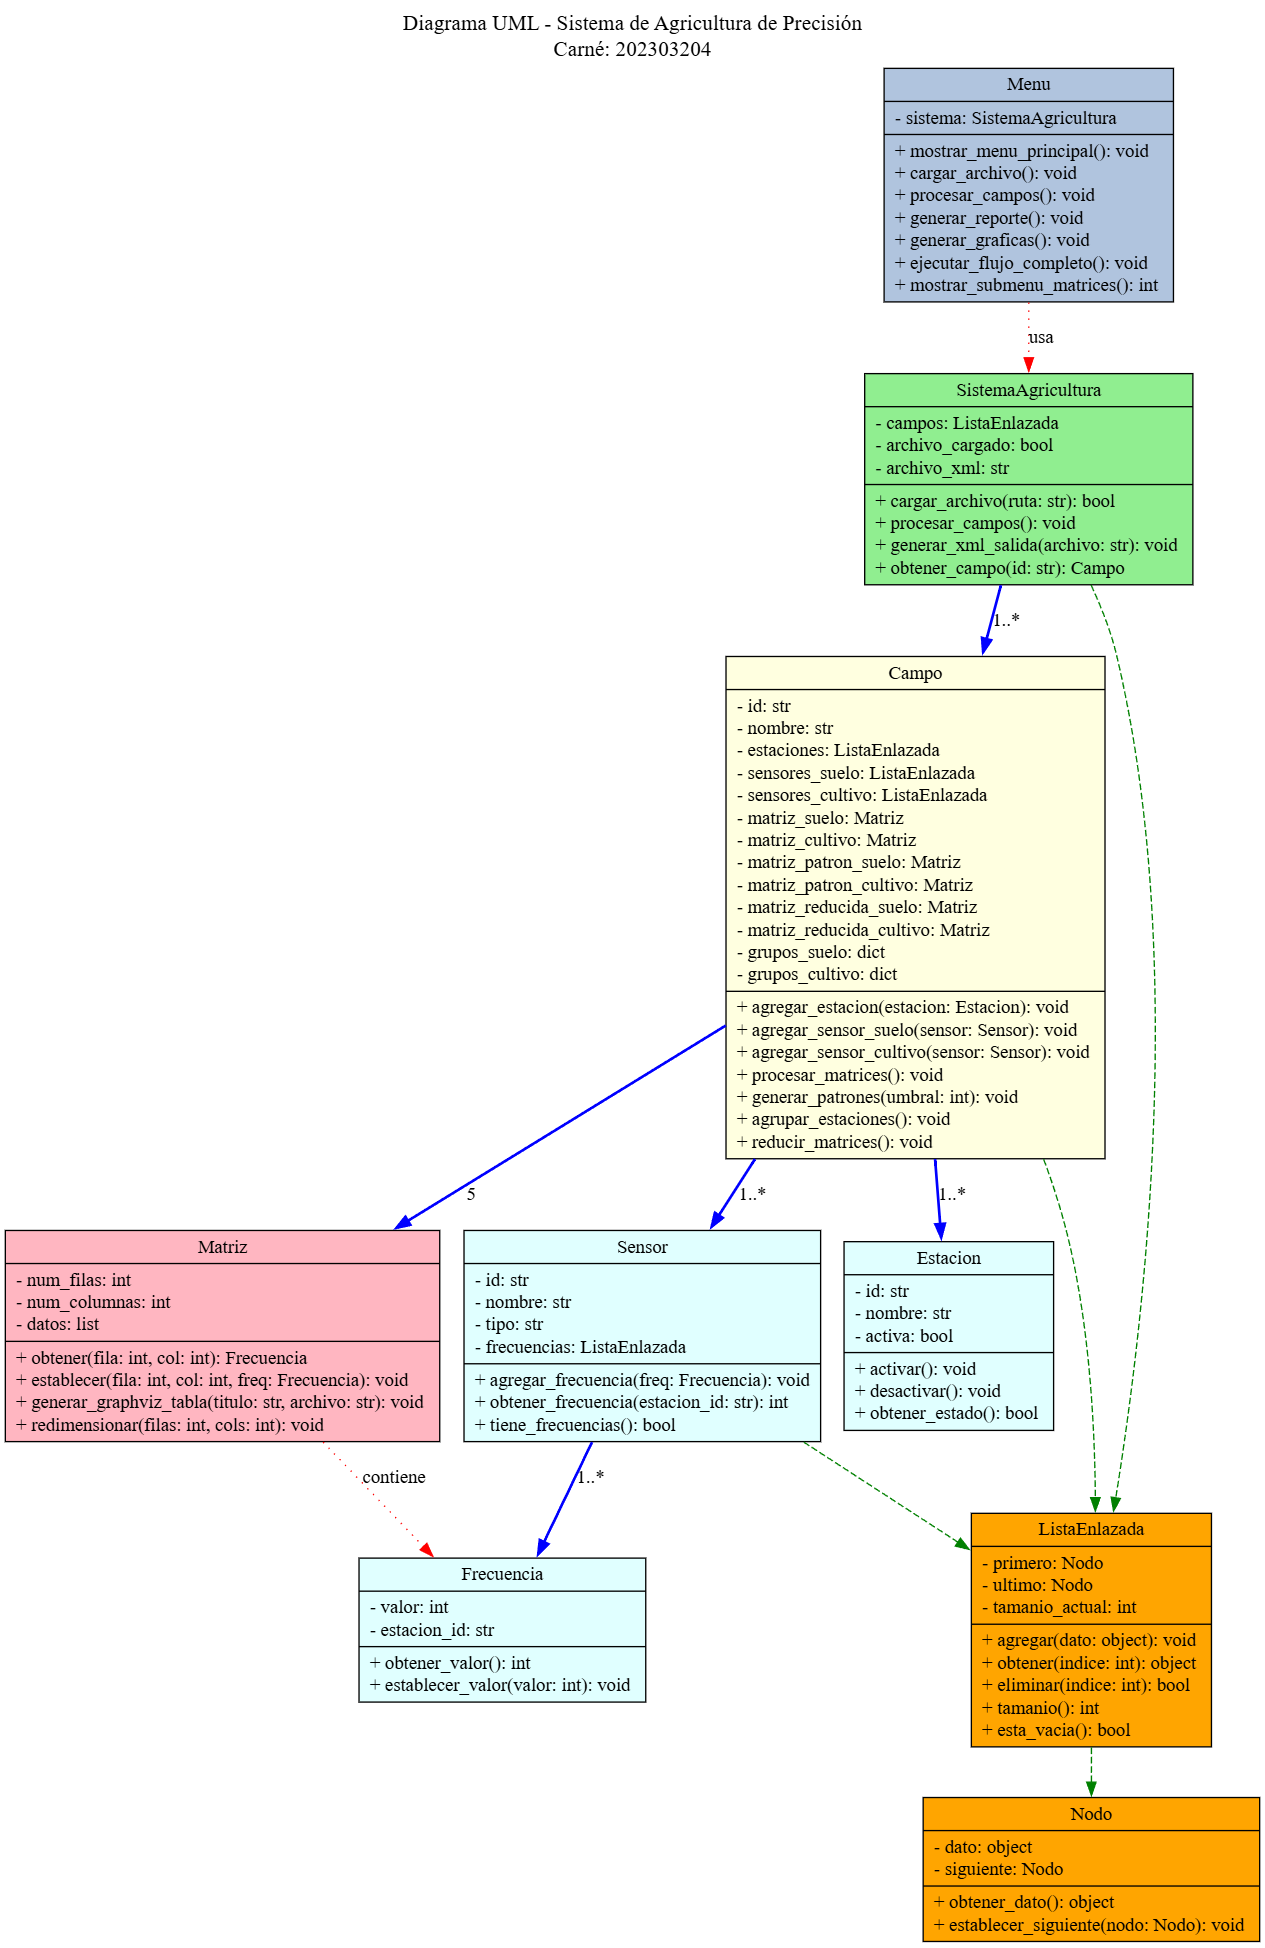 Diagrama UML - Sistema de Agricultura de Precisión
Carné: 202303204
Menu
- sistema: SistemaAgricultura
+ mostrar_menu_principal(): void
+ cargar_archivo(): void
+ procesar_campos(): void
+ generar_reporte(): void
+ generar_graficas(): void
+ ejecutar_flujo_completo(): void
+ mostrar_submenu_matrices(): int
usa
SistemaAgricultura
- campos: ListaEnlazada
- archivo_cargado: bool
- archivo_xml: str
+ cargar_archivo(ruta: str): bool
+ procesar_campos(): void
+ generar_xml_salida(archivo: str): void
+ obtener_campo(id: str): Campo
1..*
Campo
- id: str
- nombre: str
- estaciones: ListaEnlazada
- sensores_suelo: ListaEnlazada
- sensores_cultivo: ListaEnlazada
- matriz_suelo: Matriz
- matriz_cultivo: Matriz
- matriz_patron_suelo: Matriz
- matriz_patron_cultivo: Matriz
- matriz_reducida_suelo: Matriz
- matriz_reducida_cultivo: Matriz
- grupos_suelo: dict
- grupos_cultivo: dict
+ agregar_estacion(estacion: Estacion): void
+ agregar_sensor_suelo(sensor: Sensor): void
+ agregar_sensor_cultivo(sensor: Sensor): void
+ procesar_matrices(): void
+ generar_patrones(umbral: int): void
+ agrupar_estaciones(): void
+ reducir_matrices(): void
5
1..*
1..*
Matriz
- num_filas: int
- num_columnas: int
- datos: list
+ obtener(fila: int, col: int): Frecuencia
+ establecer(fila: int, col: int, freq: Frecuencia): void
+ generar_graphviz_tabla(titulo: str, archivo: str): void
+ redimensionar(filas: int, cols: int): void
Sensor
- id: str
- nombre: str
- tipo: str
- frecuencias: ListaEnlazada
+ agregar_frecuencia(freq: Frecuencia): void
+ obtener_frecuencia(estacion_id: str): int
+ tiene_frecuencias(): bool
Estacion
- id: str
- nombre: str
- activa: bool
+ activar(): void
+ desactivar(): void
+ obtener_estado(): bool
contiene
1..*
Frecuencia
- valor: int
- estacion_id: str
+ obtener_valor(): int
+ establecer_valor(valor: int): void
ListaEnlazada
- primero: Nodo
- ultimo: Nodo
- tamanio_actual: int
+ agregar(dato: object): void
+ obtener(indice: int): object
+ eliminar(indice: int): bool
+ tamanio(): int
+ esta_vacia(): bool
Nodo
- dato: object
- siguiente: Nodo
+ obtener_dato(): object
+ establecer_siguiente(nodo: Nodo): void